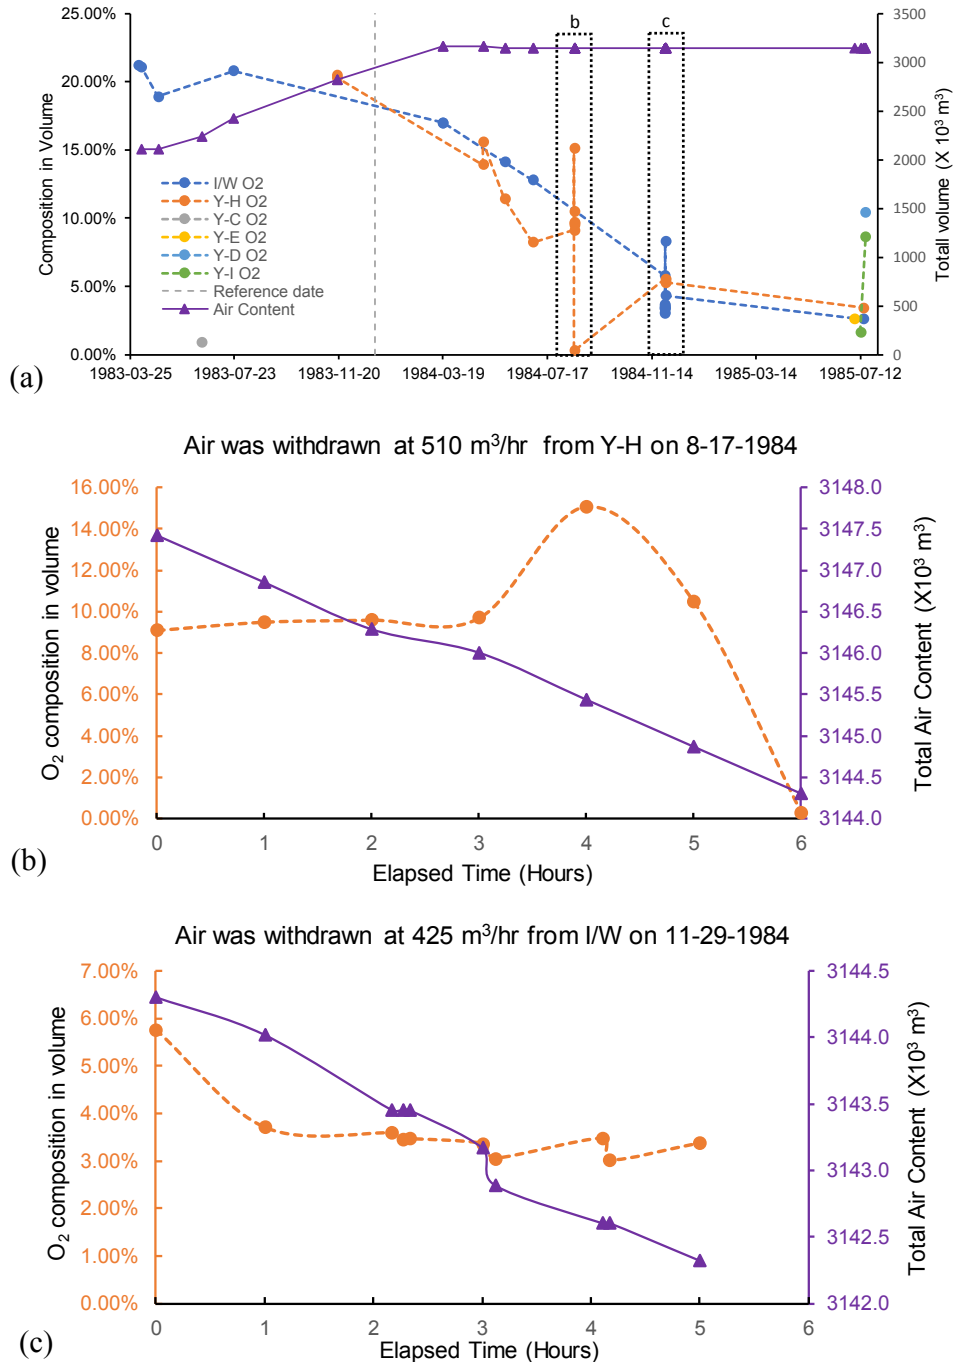 25.00%
20.00%
15.00%
10.00%
5.00%
0.00%
Composition in Volume
3500
3000
2500
2000
1500
1000
500
0
Totall volume (X 10³ m³)
b
c
I/W O2
Y-H O2
Y-C O2
Y-E O2
Y-D O2
Y-I O2
Reference date
Air Content
1983-03-25 1983-07-23 1983-11-20 1984-03-19 1984-07-17 1984-11-14 1985-03-14 1985-07-12
(a)
Air was withdrawn at 510 m³/hr from Y-H on 8-17-1984
16.00%
14.00%
12.00%
10.00%
8.00%
6.00%
4.00%
2.00%
0.00%
O₂ composition in volume
3148.0
3147.5
3147.0
3146.5
3146.0
3145.5
3145.0
3144.5
3144.0
Total Air Content (X10³ m³)
0 1 2 3 4 5 6
Elapsed Time (Hours)
(b)
Air was withdrawn at 425 m³/hr from I/W on 11-29-1984
7.00%
6.00%
5.00%
4.00%
3.00%
2.00%
1.00%
0.00%
O₂ composition in volume
3144.5
3144.0
3143.5
3143.0
3142.5
3142.0
Total Air Content (X10³ m³)
0 1 2 3 4 5 6
Elapsed Time (Hours)
(c)